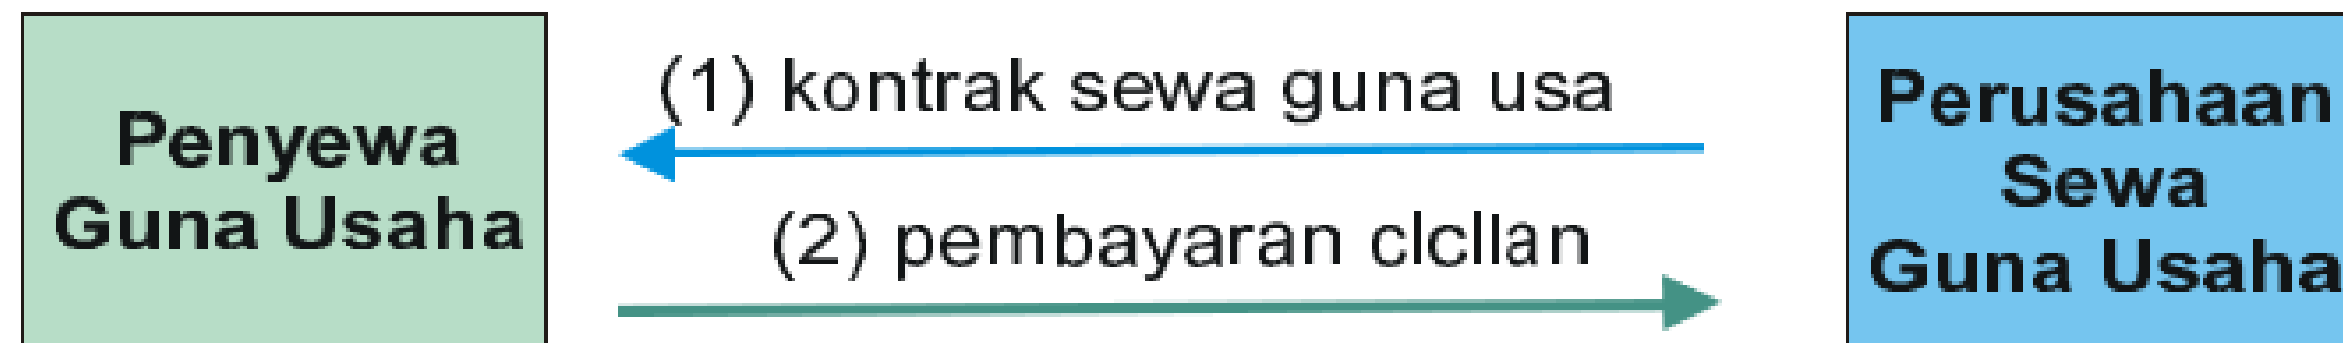 Penyewa
Guna Usaha
(1) kontrak sewa guna usa
(2) pembayaran clcllan
Perusahaan
Sewa
Guna Usaha